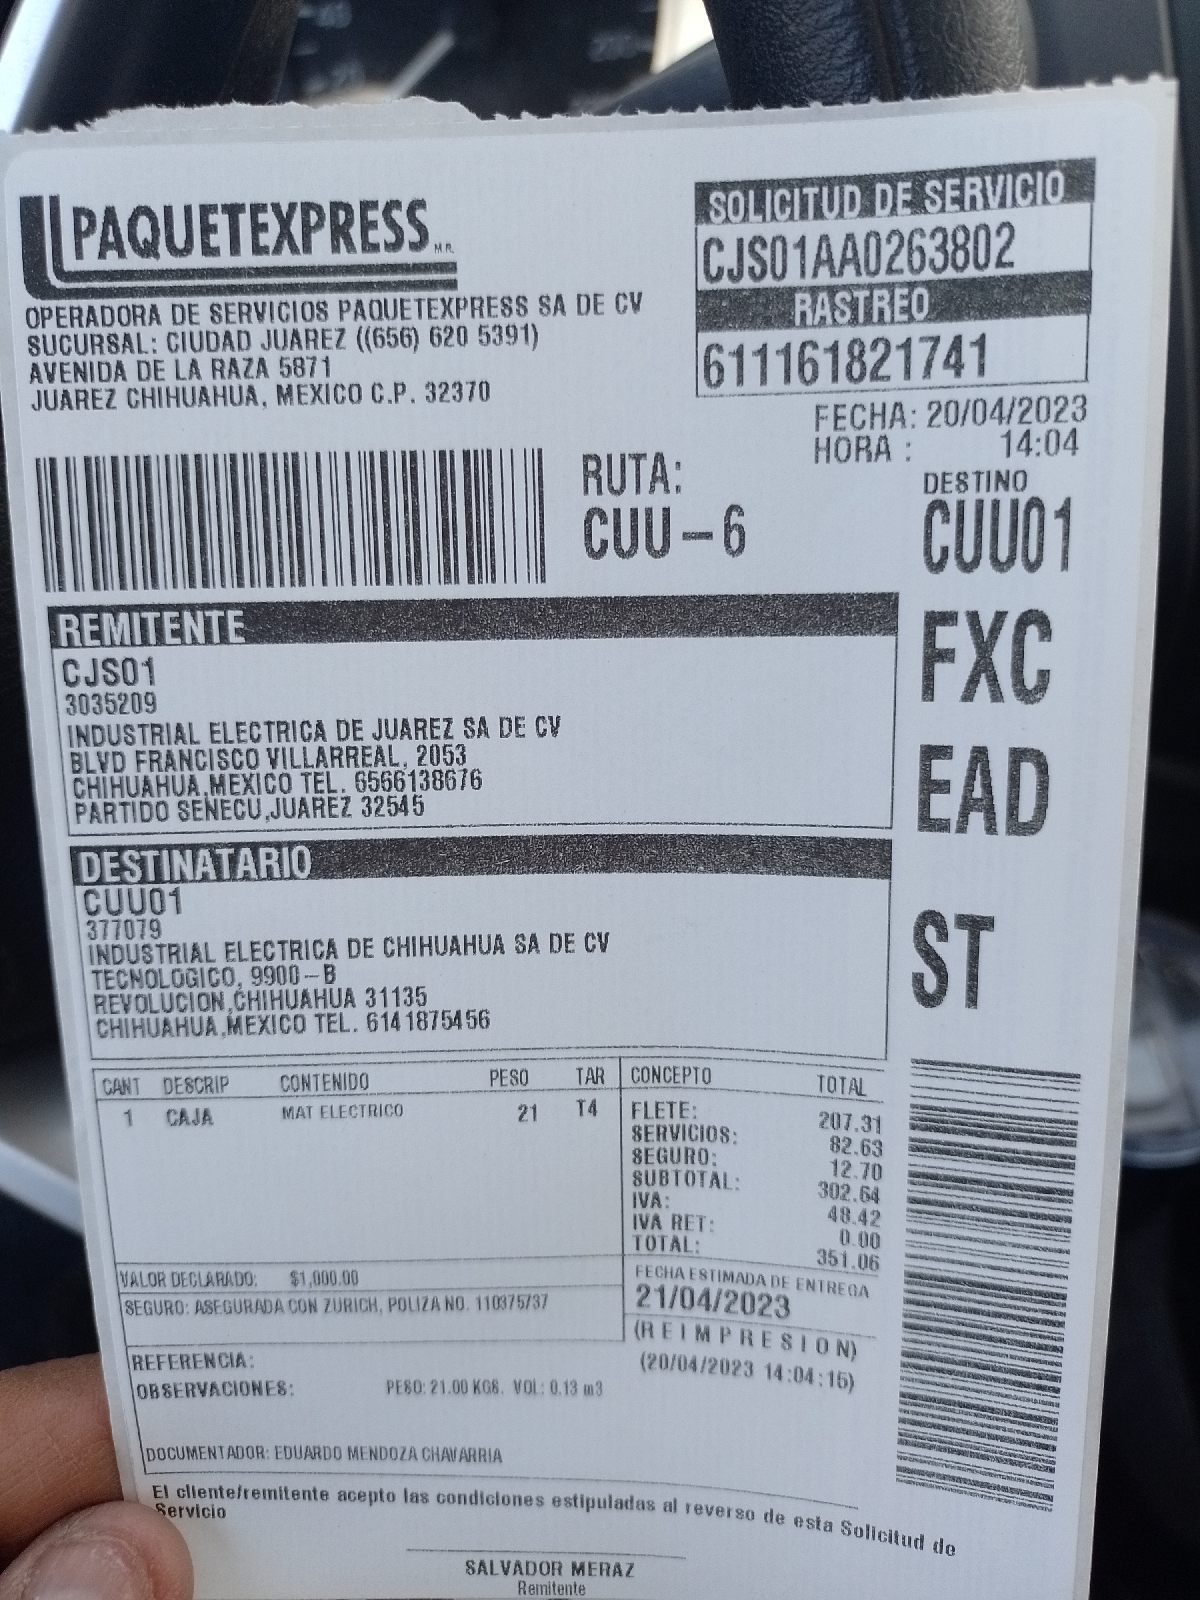 PAQUETEXPRESS M.R.
OPERADORA DE SERVICIOS PAQUETEXPRESS SA DE CV
SUCURSAL: CIUDAD JUAREZ ((656) 620 5391)
AVENIDA DE LA RAZA 5871
JUAREZ CHIHUAHUA, MEXICO C.P. 32370
SOLICITUD DE SERVICIO
CJS01AA0263802
RASTREO
611161821741
FECHA: 20/04/2023
HORA : 14:04
RUTA:
CUU-6
DESTINO
CUU01
FXC
EAD
ST
REMITENTE
CJS01
3035209
INDUSTRIAL ELECTRICA DE JUAREZ SA DE CV
BLVD FRANCISCO VILLARREAL, 2053
CHIHUAHUA,MEXICO TEL. 6566138676
PARTIDO SENECU,JUAREZ 32545
DESTINATARIO
CUU01
377079
INDUSTRIAL ELECTRICA DE CHIHUAHUA SA DE CV
TECNOLOGICO, 9900-B
REVOLUCION,CHIHUAHUA 31135
CHIHUAHUA,MEXICO TEL. 6141875456
CANT DESCRIP CONTENIDO PESO TAR
1 CAJA MAT ELECTRICO 21 T4
VALOR DECLARADO: $1,000.00
SEGURO: ASEGURADA CON ZURICH, POLIZA NO. 110375737
CONCEPTO TOTAL
FLETE: 207.31
SERVICIOS: 82.63
SEGURO: 12.70
SUBTOTAL: 302.64
IVA: 48.42
IVA RET: 0.00
TOTAL: 351.06
FECHA ESTIMADA DE ENTREGA
21/04/2023
(REIMPRESION)
(20/04/2023 14:04:15)
REFERENCIA:
OBSERVACIONES: PESO: 21.00 KGS. VOL: 0.13 m3
DOCUMENTADOR: EDUARDO MENDOZA CHAVARRIA
El cliente/remitente acepto las condiciones estipuladas al reverso de esta Solicitud de
Servicio
SALVADOR MERAZ
Remitente